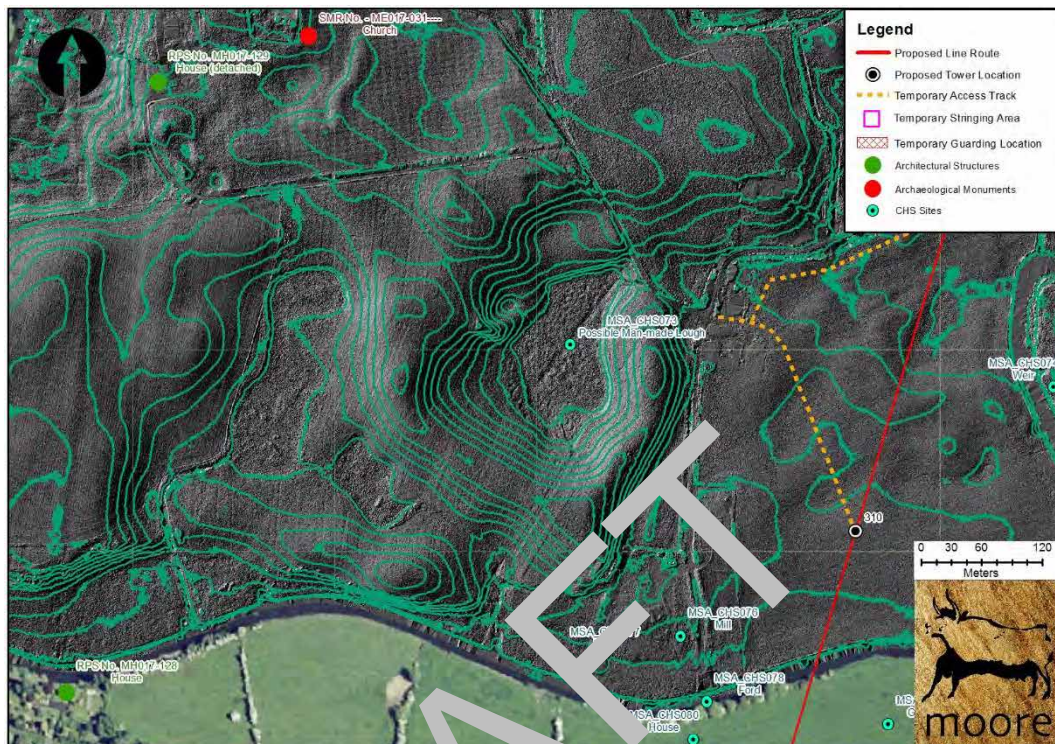 SMR No. - ME017-031----
Church
RPS No. MH017-129
House (detached)
Legend
Proposed Line Route
Proposed Tower Location
Temporary Access Track
Temporary Stringing Area
Temporary Guarding Location
Architectural Structures
Archaeological Monuments
CHS Sites
MSA_CHS073
Possible Man-made Lough
MSA_CHS074
Weir
310
0 30 60 120
Meters
MSA_CHS076
Mill
RPS No. MH017-128
House
MSA_CHS078
Ford
MSA_CHS080
House
AFT
moore